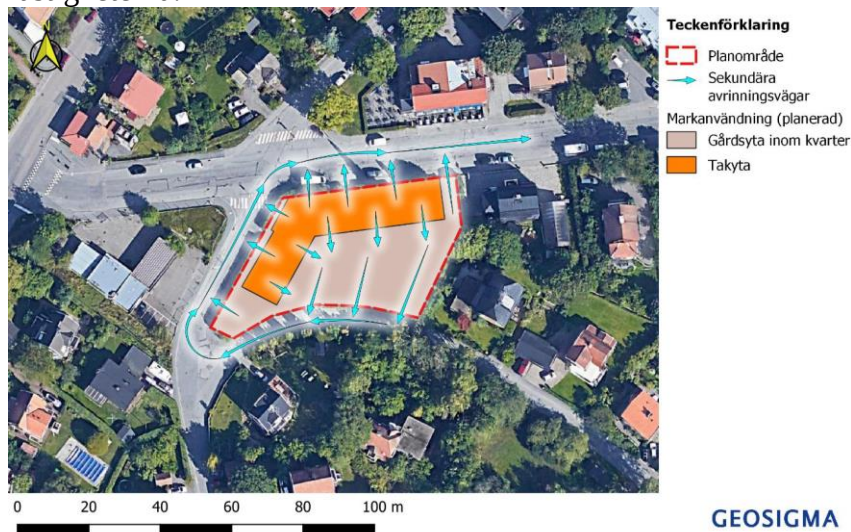 Teckenförklaring
Planområde
Sekundära
avrinningsvägar
Markanvändning (planerad)
Gårdsyta inom kvarter
Takyta
0 20 40 60 80 100 m
GEOSIGMA